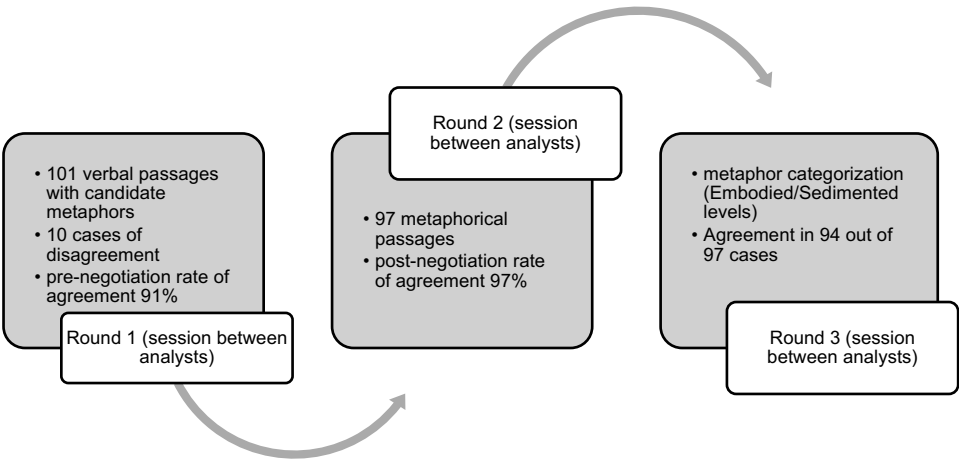 • 101 verbal passages
with candidate
metaphors
• 10 cases of
disagreement
• pre-negotiation rate of
agreement 91%
Round 1 (session between
analysts)
Round 2 (session
between analysts)
• 97 metaphorical
passages
• post-negotiation rate
of agreement 97%
• metaphor categorization
(Embodied/Sedimented
levels)
• Agreement in 94 out of
97 cases
Round 3 (session
between analysts)